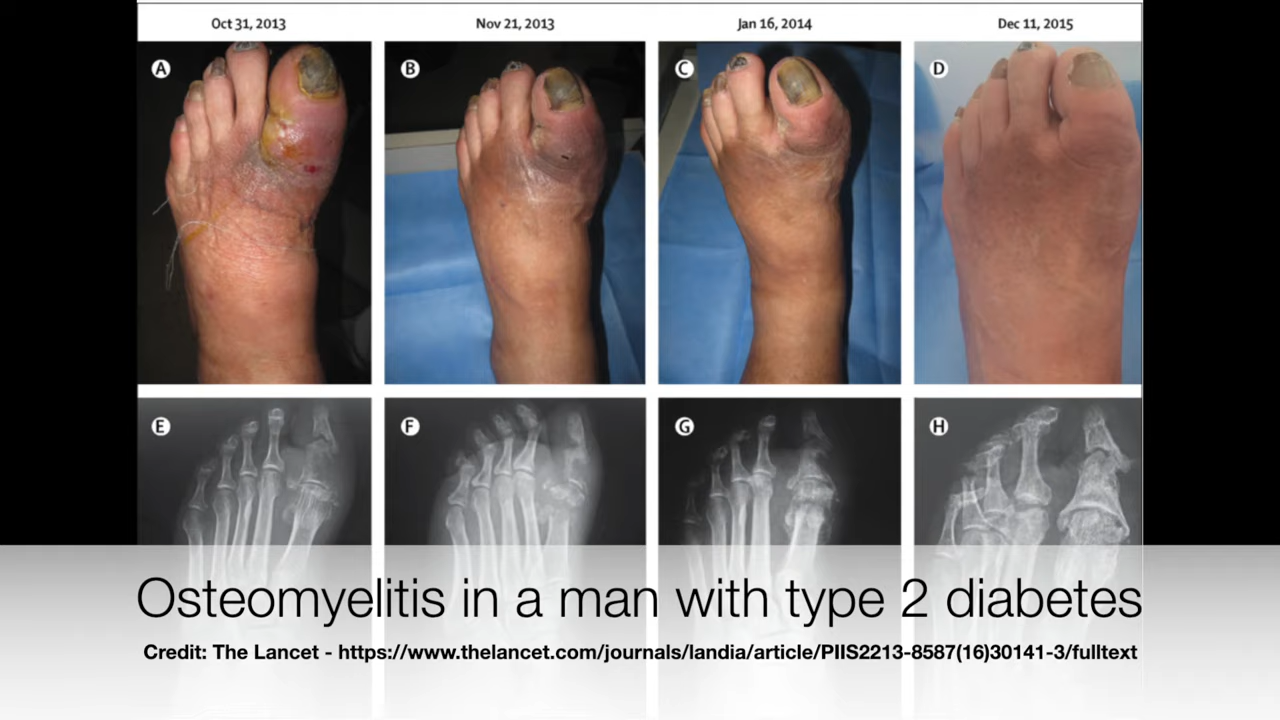 Oct 31, 2013
Nov 21, 2013
Jan 16, 2014
Dec 11, 2015
A
B
C
D
E
F
G
H
Osteomyelitis in a man with type 2 diabetes
Credit: The Lancet - https://www.thelancet.com/journals/landia/article/PIIS2213-8587(16)30141-3/fulltext